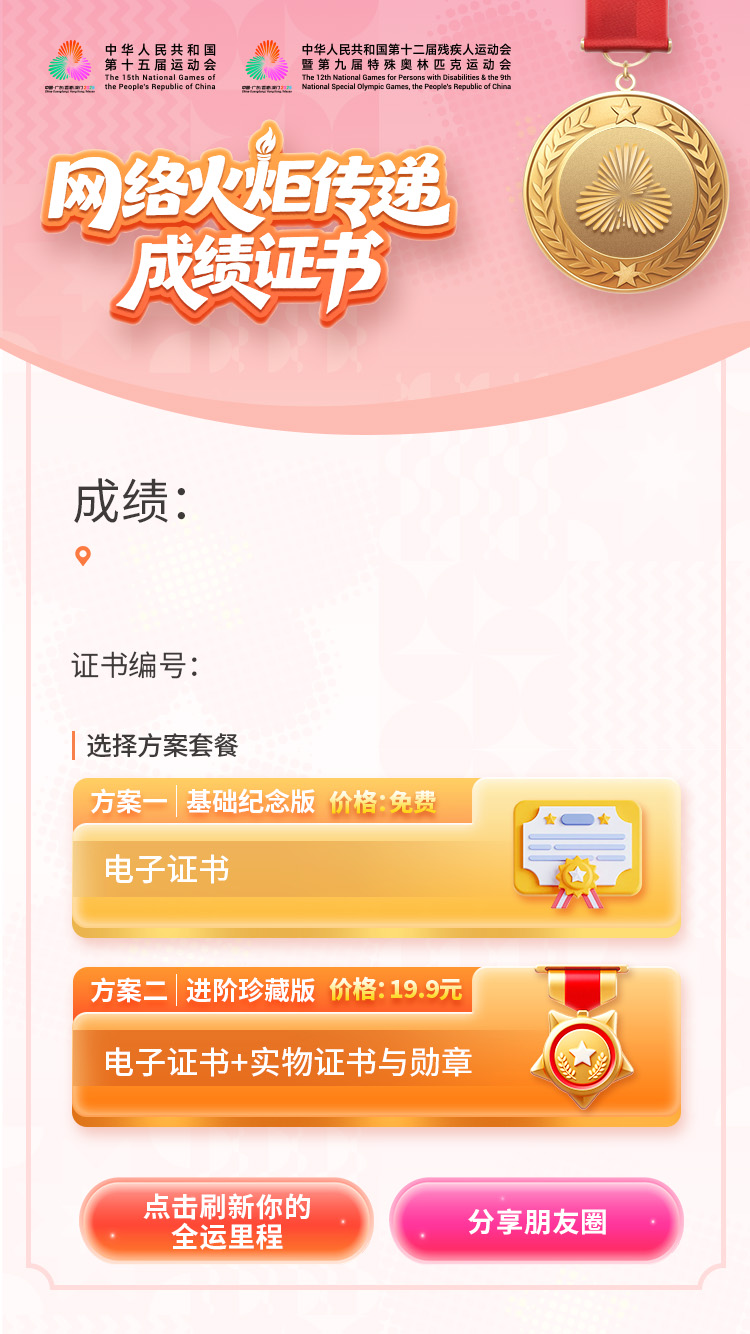 中华人民共和国
第十五届运动会
The 15th National Games of
the People's Republic of China
中华人民共和国第十二届残疾人运动会
暨第九届特殊奥林匹克运动会
The 12th National Games for Persons with Disabilities & the 9th
National Special Olympic Games, the People's Republic of China
网络火炬传递
成绩证书
成绩：
证书编号：
选择方案套餐
方案一 基础纪念版 价格：免费
电子证书
方案二 进阶珍藏版 价格：19.9元
电子证书+实物证书与勋章
点击刷新你的
全运里程
分享朋友圈